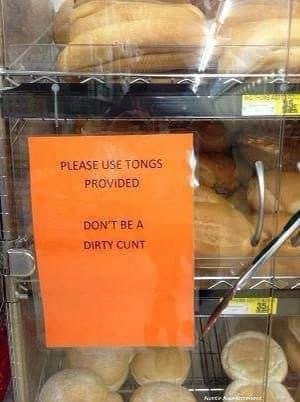 PLEASE USE TONGS
PROVIDED
DON'T BE A
DIRTY CUNT